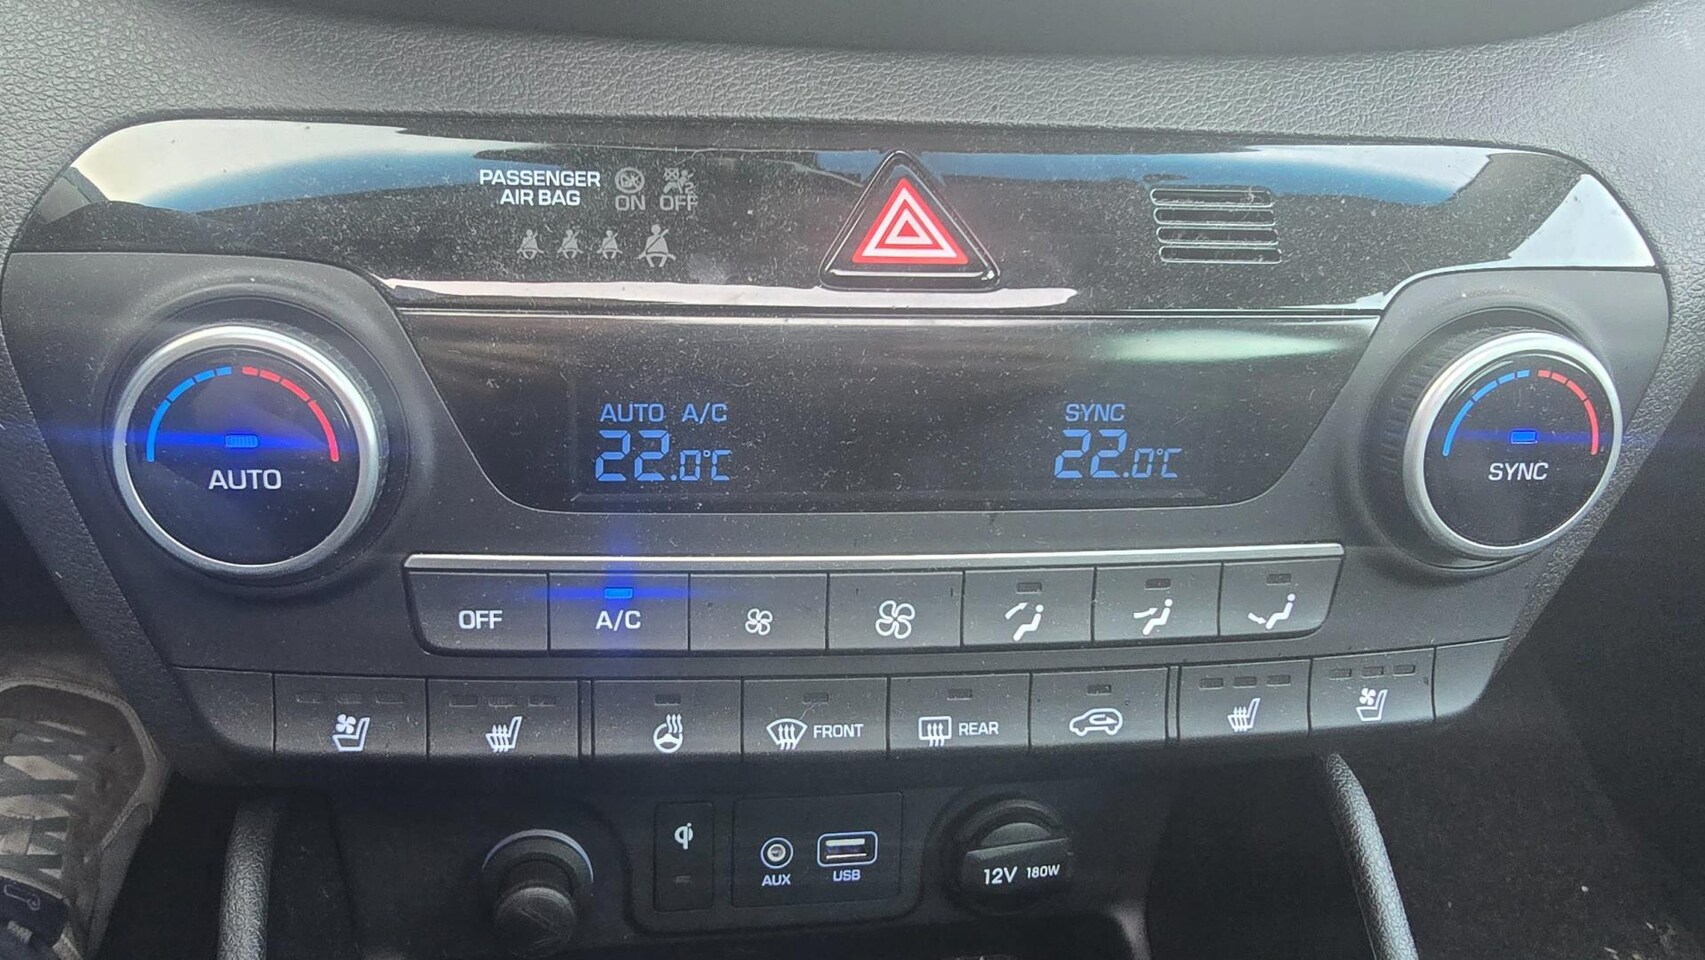 PASSENGER
AIR BAG
ON OFF
AUTO A/C
22.0°C
SYNC
22.0°C
AUTO
SYNC
OFF
A/C
FRONT
REAR
AUX
USB
12V 180W